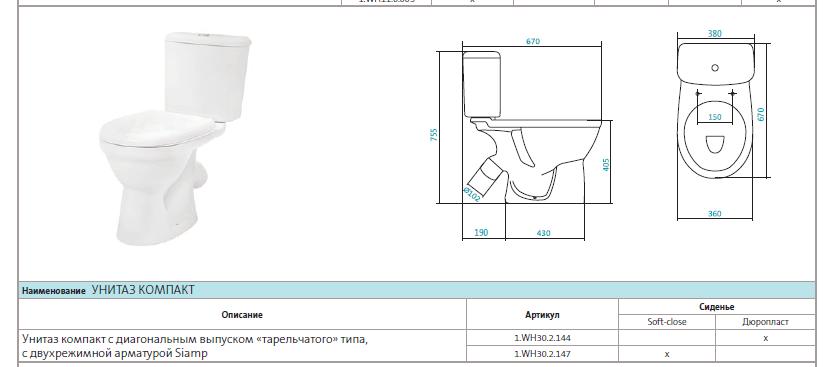 x x
670
380
755
150
670
405
Ø102
190
430
360
Наименование УНИТАЗ КОМПАКТ
Описание
Артикул
Сиденье
Soft-close
Дюропласт
Унитаз компакт с диагональным выпуском «тарельчатого» типа,
с двухрежимной арматурой Siamp
1.WH30.2.144 x
1.WH30.2.147 x